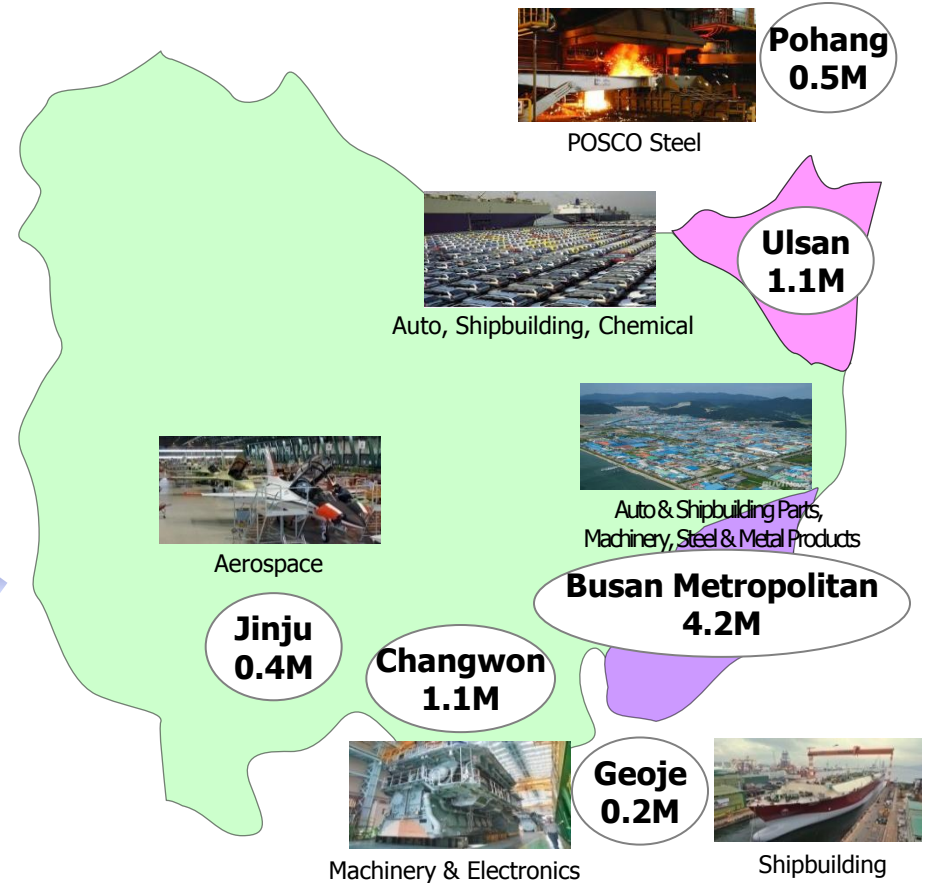 Pohang
0.5M
POSCO Steel
Ulsan
1.1M
Auto, Shipbuilding, Chemical
Auto & Shipbuilding Parts,
Machinery, Steel & Metal Products
Busan Metropolitan
4.2M
Aerospace
Jinju
0.4M
Changwon
1.1M
Geoje
0.2M
Machinery & Electronics
Shipbuilding